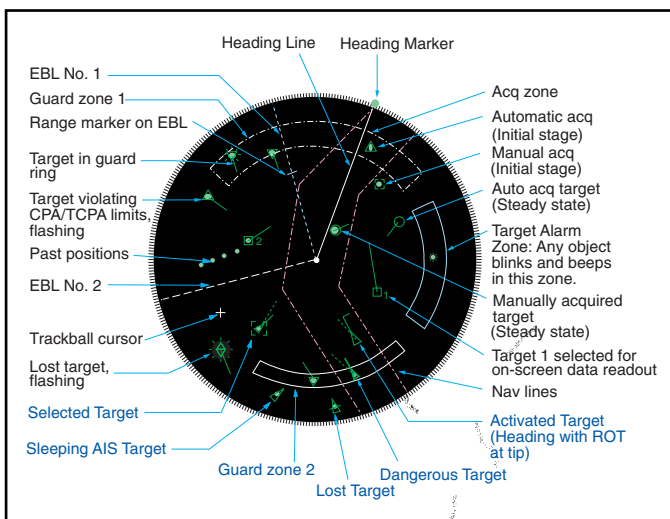 Heading Line
Heading Marker
EBL No. 1
Guard zone 1
Range marker on EBL
Target in guard
ring
Target violating
CPA/TCPA limits,
flashing
Past positions
EBL No. 2
Trackball cursor
Lost target,
flashing
Selected Target
Sleeping AIS Target
Guard zone 2
Lost Target
Dangerous Target
Acq zone
Automatic acq
(Initial stage)
Manual acq
(Initial stage)
Auto acq target
(Steady state)
Target Alarm
Zone: Any object
blinks and beeps
in this zone.
Manually acquired
target
(Steady state)
Target 1 selected for
on-screen data readout
Nav lines
Activated Target
(Heading with ROT
at tip)
2
1